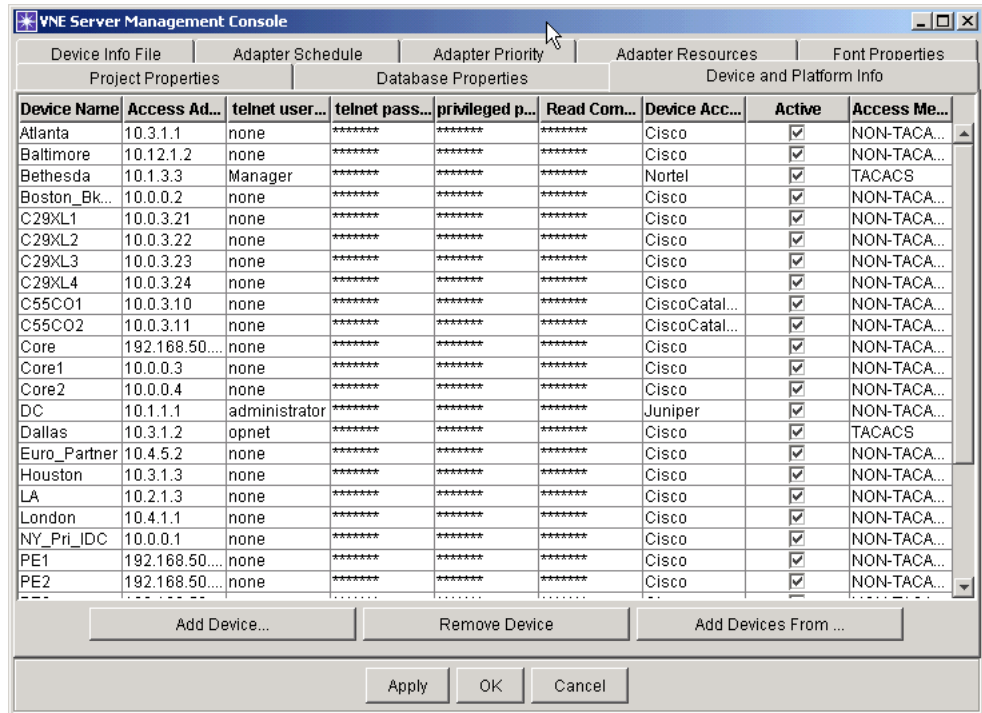 VNE Server Management Console
Device Info File Adapter Schedule Adapter Priority Adapter Resources Font Properties
Project Properties Database Properties Device and Platform Info
Device Name Access Ad... telnet user... telnet pass... privileged p... Read Com... Device Acc... Active Access Me...
Atlanta 10.3.1.1 none ******* ******* ******* Cisco NON-TACA...
Baltimore 10.12.1.2 none ******* ******* ******* Cisco NON-TACA...
Bethesda 10.1.3.3 Manager ******* ******* ******* Nortel TACACS
Boston_Bk... 10.0.0.2 none ******* ******* ******* Cisco NON-TACA...
C29XL1 10.0.3.21 none ******* ******* ******* Cisco NON-TACA...
C29XL2 10.0.3.22 none ******* ******* ******* Cisco NON-TACA...
C29XL3 10.0.3.23 none ******* ******* ******* Cisco NON-TACA...
C29XL4 10.0.3.24 none ******* ******* ******* Cisco NON-TACA...
C55CO1 10.0.3.10 none ******* ******* ******* CiscoCatal... NON-TACA...
C55CO2 10.0.3.11 none ******* ******* ******* CiscoCatal... NON-TACA...
Core 192.168.50.... none ******* ******* ******* Cisco NON-TACA...
Core1 10.0.0.3 none ******* ******* ******* Cisco NON-TACA...
Core2 10.0.0.4 none ******* ******* ******* Cisco NON-TACA...
DC 10.1.1.1 administrator ******* ******* ******* Juniper NON-TACA...
Dallas 10.3.1.2 opnet ******* ******* ******* Cisco TACACS
Euro_Partner 10.4.5.2 none ******* ******* ******* Cisco NON-TACA...
Houston 10.3.1.3 none ******* ******* ******* Cisco NON-TACA...
LA 10.2.1.3 none ******* ******* ******* Cisco NON-TACA...
London 10.4.1.1 none ******* ******* ******* Cisco NON-TACA...
NY_Pri_IDC 10.0.0.1 none ******* ******* ******* Cisco NON-TACA...
PE1 192.168.50.... none ******* ******* ******* Cisco NON-TACA...
PE2 192.168.50.... none ******* ******* ******* Cisco NON-TACA...
Add Device... Remove Device Add Devices From ...
Apply OK Cancel